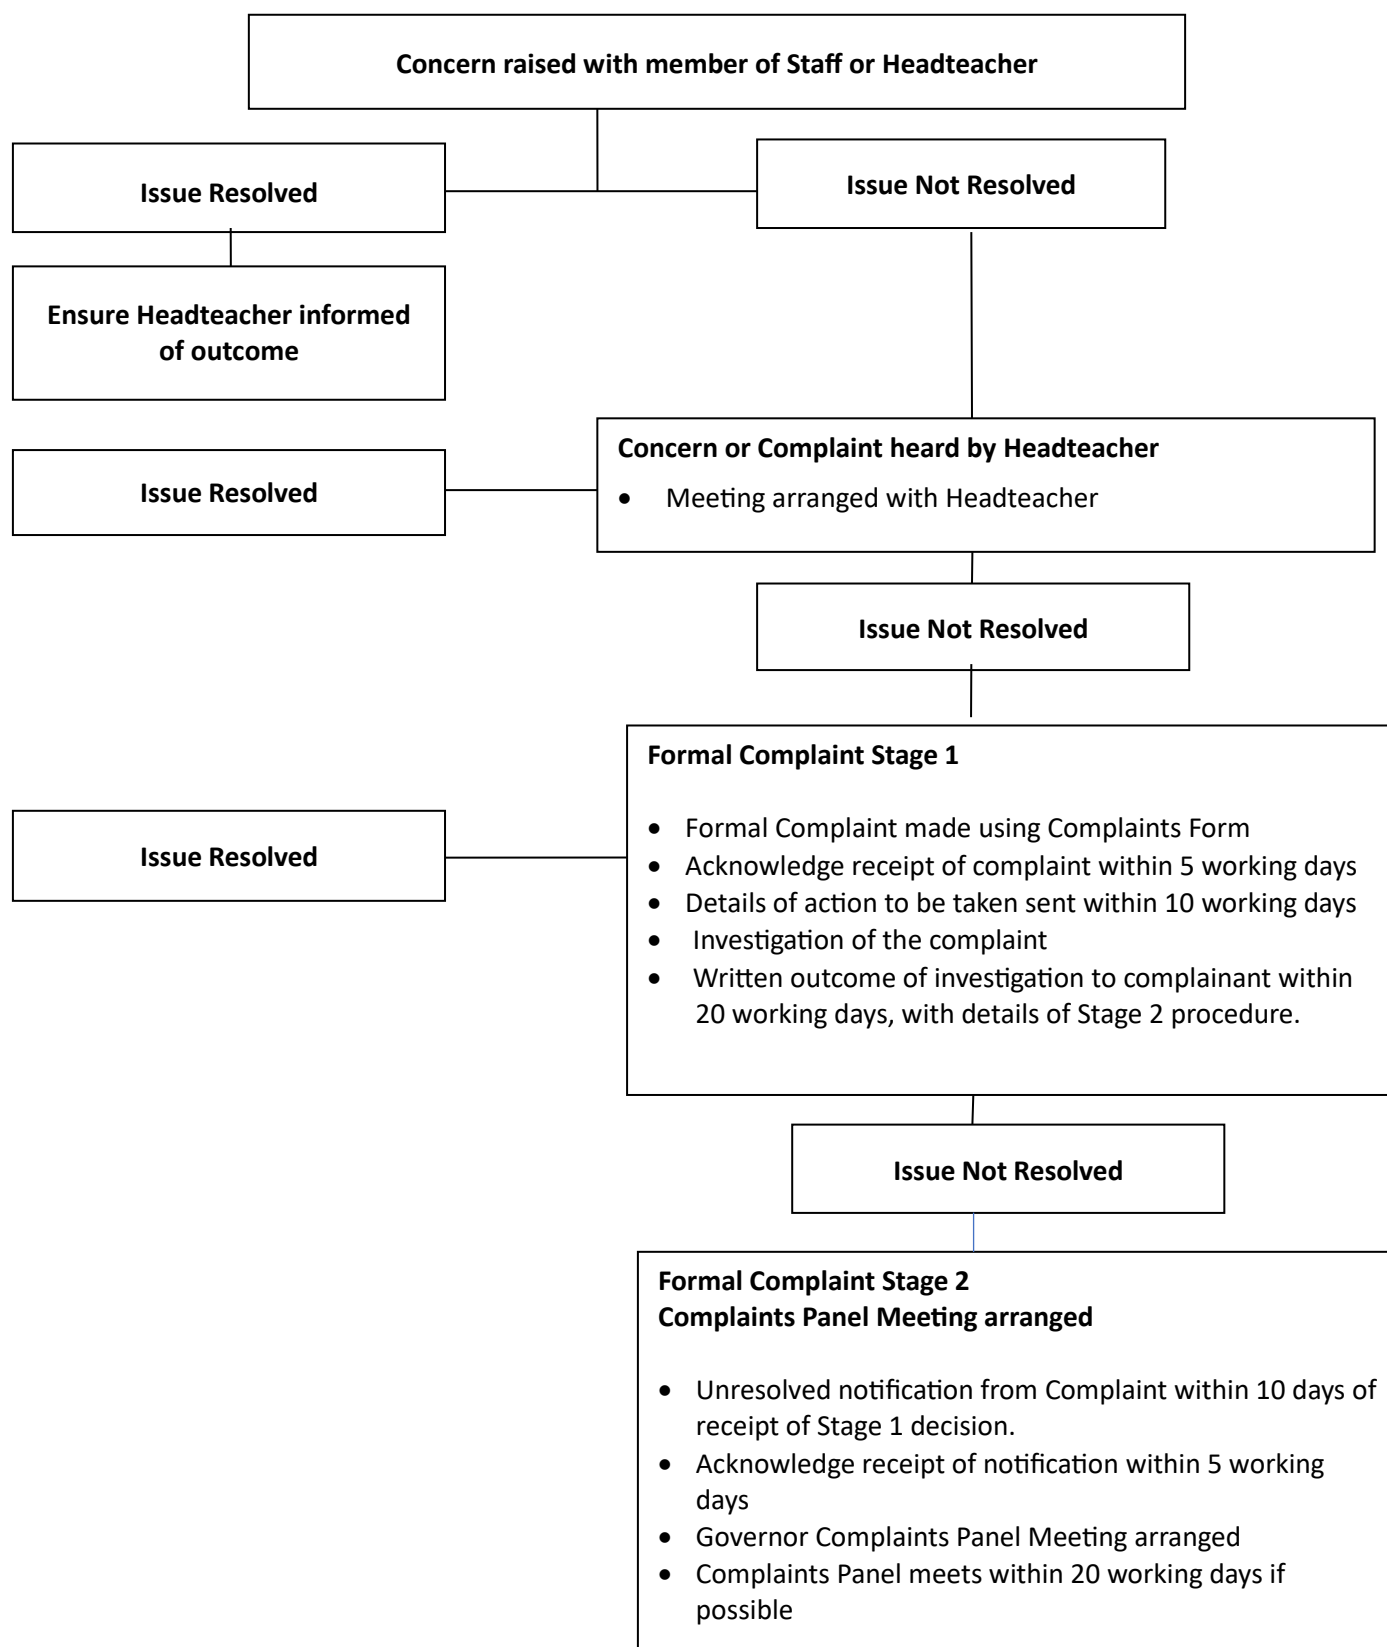 Concern raised with member of Staff or Headteacher
Issue Resolved
Issue Not Resolved
Ensure Headteacher informed
of outcome
Concern or Complaint heard by Headteacher
• Meeting arranged with Headteacher
Issue Resolved
Issue Not Resolved
Formal Complaint Stage 1
• Formal Complaint made using Complaints Form
• Acknowledge receipt of complaint within 5 working days
• Details of action to be taken sent within 10 working days
• Investigation of the complaint
• Written outcome of investigation to complainant within
20 working days, with details of Stage 2 procedure.
Issue Resolved
Issue Not Resolved
Formal Complaint Stage 2
Complaints Panel Meeting arranged
• Unresolved notification from Complaint within 10 days of
receipt of Stage 1 decision.
• Acknowledge receipt of notification within 5 working
days
• Governor Complaints Panel Meeting arranged
• Complaints Panel meets within 20 working days if
possible